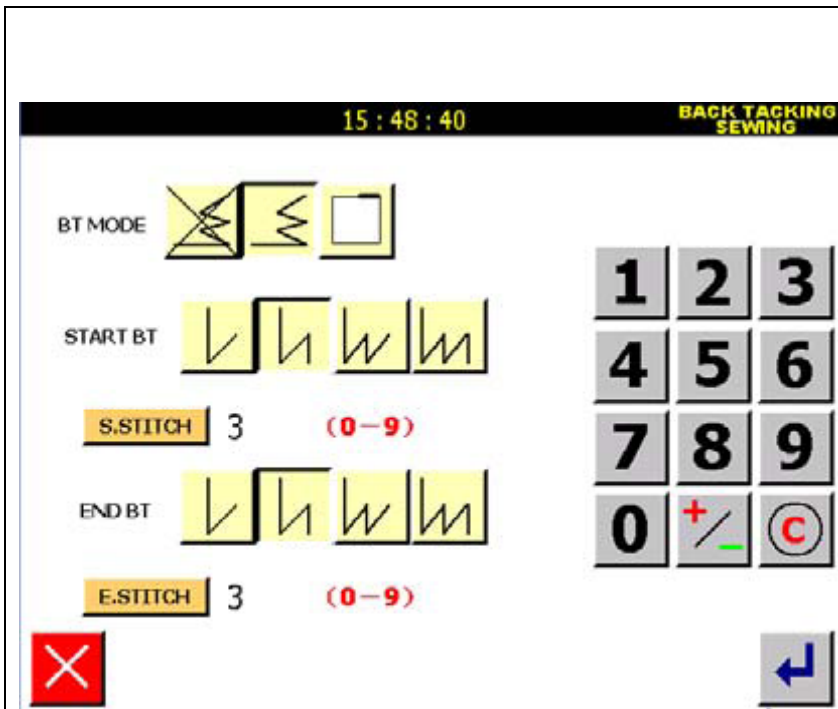 15 : 48 : 40
BACK TACKING
SEWING
BT MODE
START BT
S.STITCH 3 (0-9)
END BT
E.STITCH 3 (0-9)
1 2 3
4 5 6
7 8 9
0 +/- C